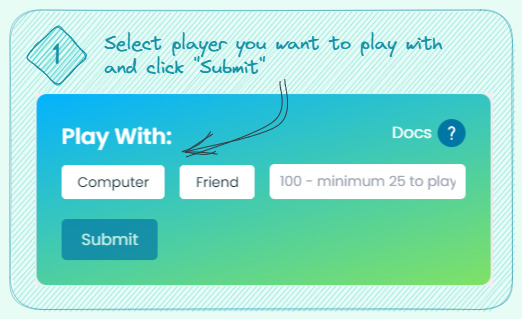 1
Select player you want to play with
and click "Submit"
Play With:
Docs ?
Computer Friend 100 - minimum 25 to play
Submit